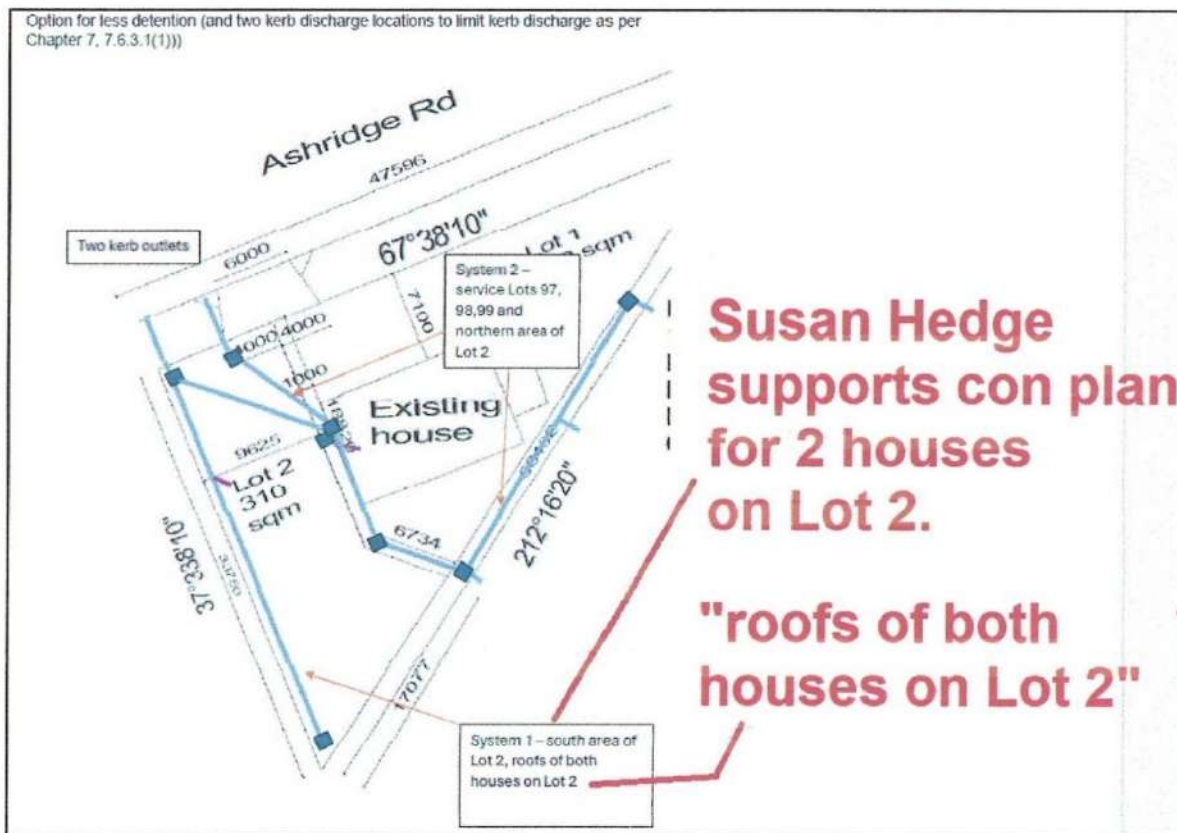 Option for less detention (and two kerb discharge locations to limit kerb discharge as per
Chapter 7, 7.6.3.1(1)))
Ashridge Rd
47596
Two kerb outlets
6000
67°38'10"
Lot 1
sqm
System 2 –
service Lots 97,
98,99 and
northern area of
Lot 2
7100
4000
1000
Existing
house
9625
Lot 2
310
sqm
6734
212°16'20"
37°338'10"
33750
17077
System 1 – south area of
Lot 2, roofs of both
houses on Lot 2
Susan Hedge
supports con plan
for 2 houses
on Lot 2.
"roofs of both
houses on Lot 2"